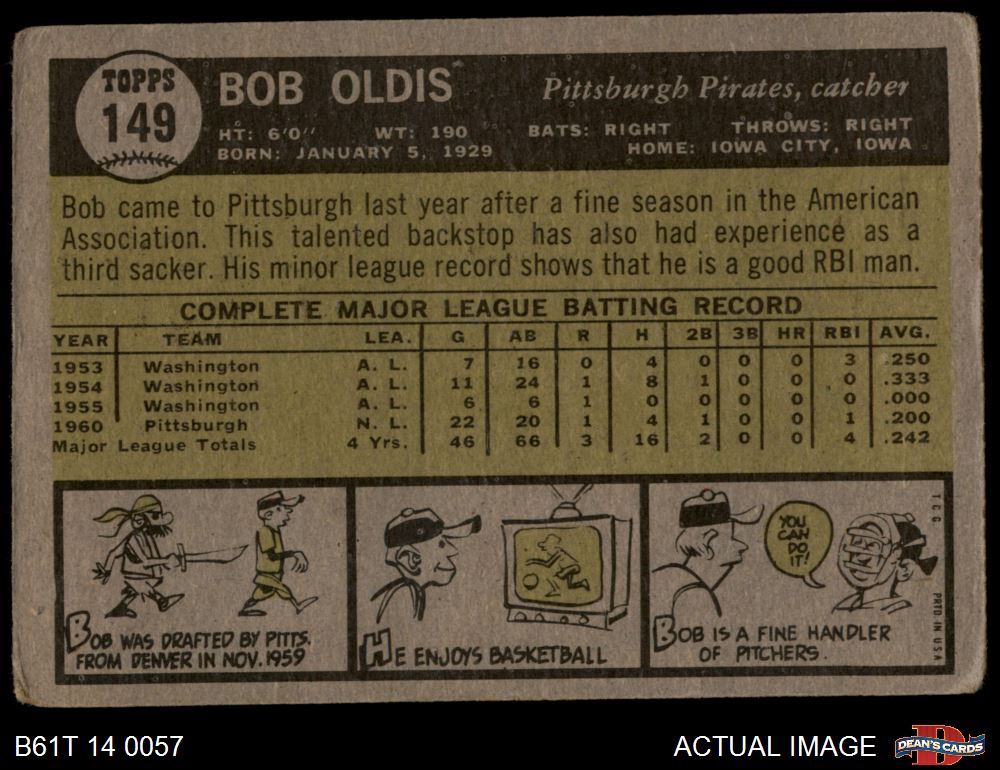 TOPPS
149
BOB OLDIS
Pittsburgh Pirates, catcher
HT: 6'0" WT: 190 BATS: RIGHT THROWS: RIGHT
BORN: JANUARY 5, 1929 HOME: IOWA CITY, IOWA
Bob came to Pittsburgh last year after a fine season in the American
Association. This talented backstop has also had experience as a
third sacker. His minor league record shows that he is a good RBI man.
COMPLETE MAJOR LEAGUE BATTING RECORD
YEAR TEAM LEA. G AB R H 2B 3B HR RBI AVG.
1953 Washington A. L. 7 16 0 4 0 0 0 3 .250
1954 Washington A. L. 11 24 1 8 1 0 0 0 .333
1955 Washington A. L. 6 6 1 0 0 0 0 0 .000
1960 Pittsburgh N. L. 22 20 1 4 1 0 0 1 .200
Major League Totals 4 Yrs. 46 66 3 16 2 0 0 4 .242
BOB WAS DRAFTED BY PITTS.
FROM DENVER IN NOV. 1959
HE ENJOYS BASKETBALL
YOU
CAN
DO
IT!
BOB IS A FINE HANDLER
OF PITCHERS.
T.C.G.
PRTD. IN U.S.A.
B61T 14 0057
ACTUAL IMAGE
D
DEAN'S CARDS